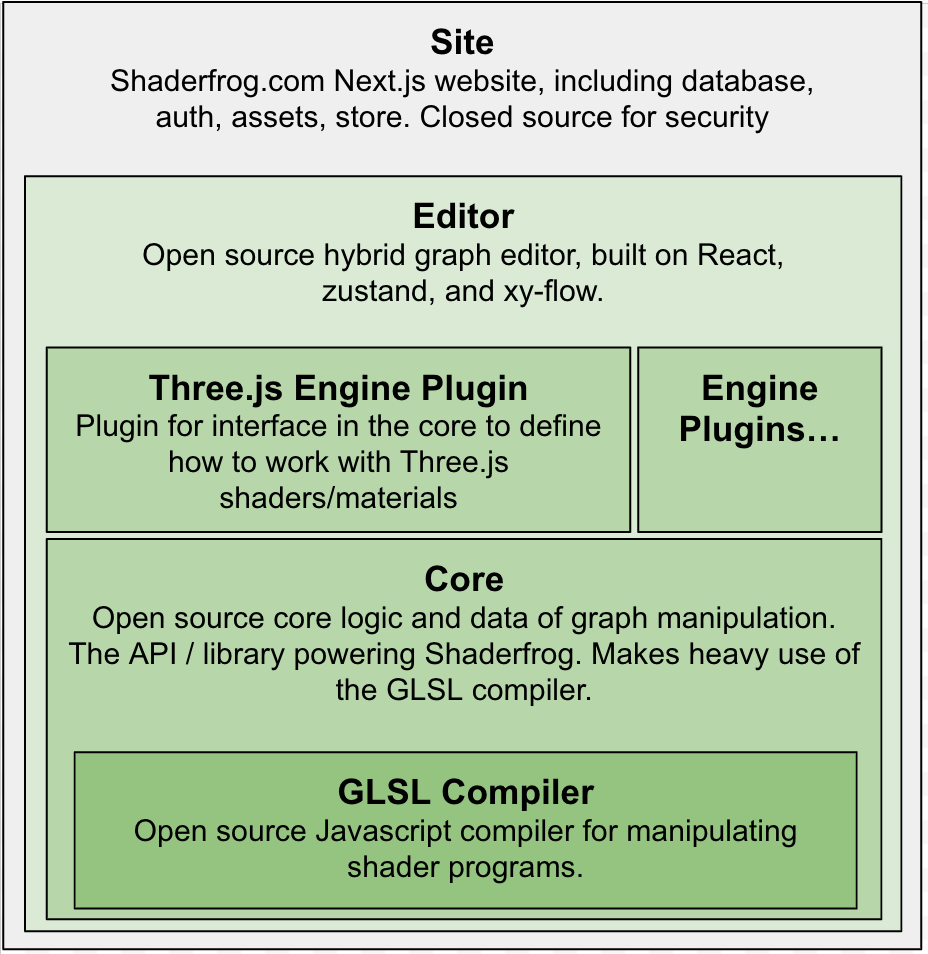 Site
Shaderfrog.com Next.js website, including database,
auth, assets, store. Closed source for security
Editor
Open source hybrid graph editor, built on React,
zustand, and xy-flow.
Three.js Engine Plugin
Plugin for interface in the core to define
how to work with Three.js
shaders/materials
Engine
Plugins…
Core
Open source core logic and data of graph manipulation.
The API / library powering Shaderfrog. Makes heavy use of
the GLSL compiler.
GLSL Compiler
Open source Javascript compiler for manipulating
shader programs.